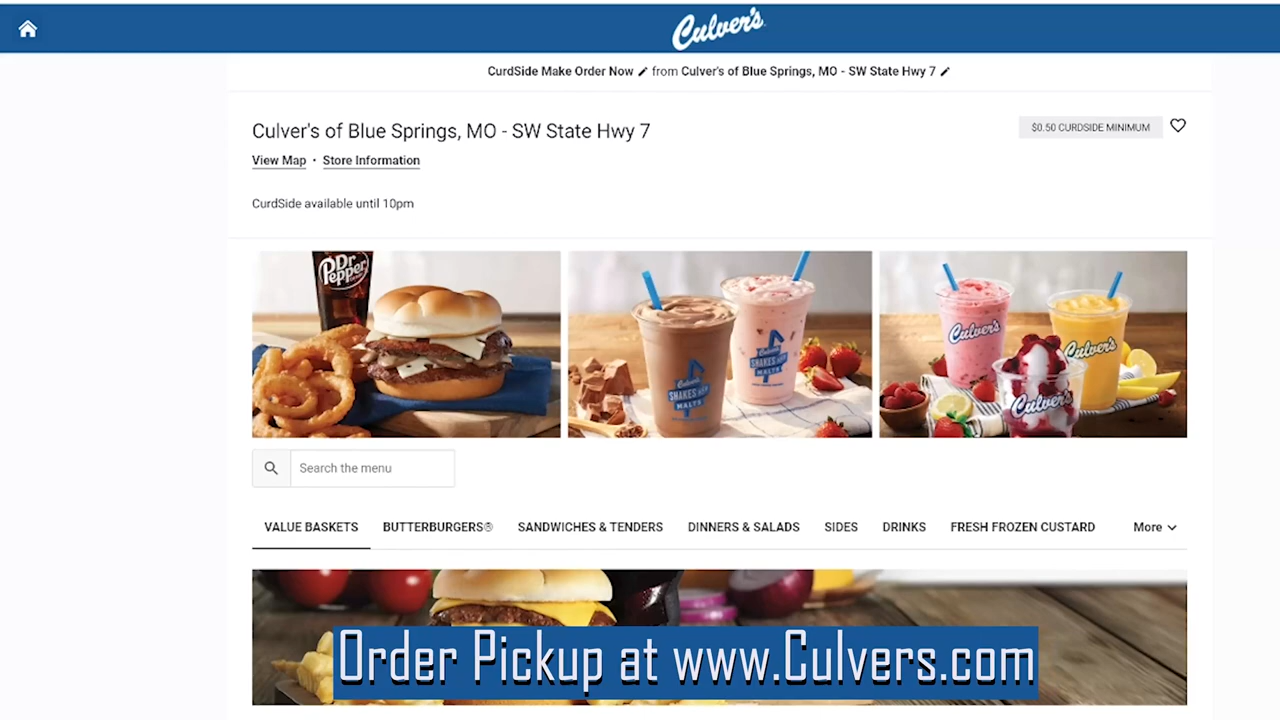 Culver's
CurdSide Make Order Now from Culver's of Blue Springs, MO - SW State Hwy 7
Culver's of Blue Springs, MO - SW State Hwy 7
$0.50 CURDSIDE MINIMUM
View Map · Store Information
CurdSide available until 10pm
Dr Pepper
Culver's SHAKES AND MALTS
Culver's SHAKES AND MALTS
Culver's
Culver's
Culver's
Search the menu
VALUE BASKETS BUTTERBURGERS® SANDWICHES & TENDERS DINNERS & SALADS SIDES DRINKS FRESH FROZEN CUSTARD More
Order Pickup at www.Culvers.com